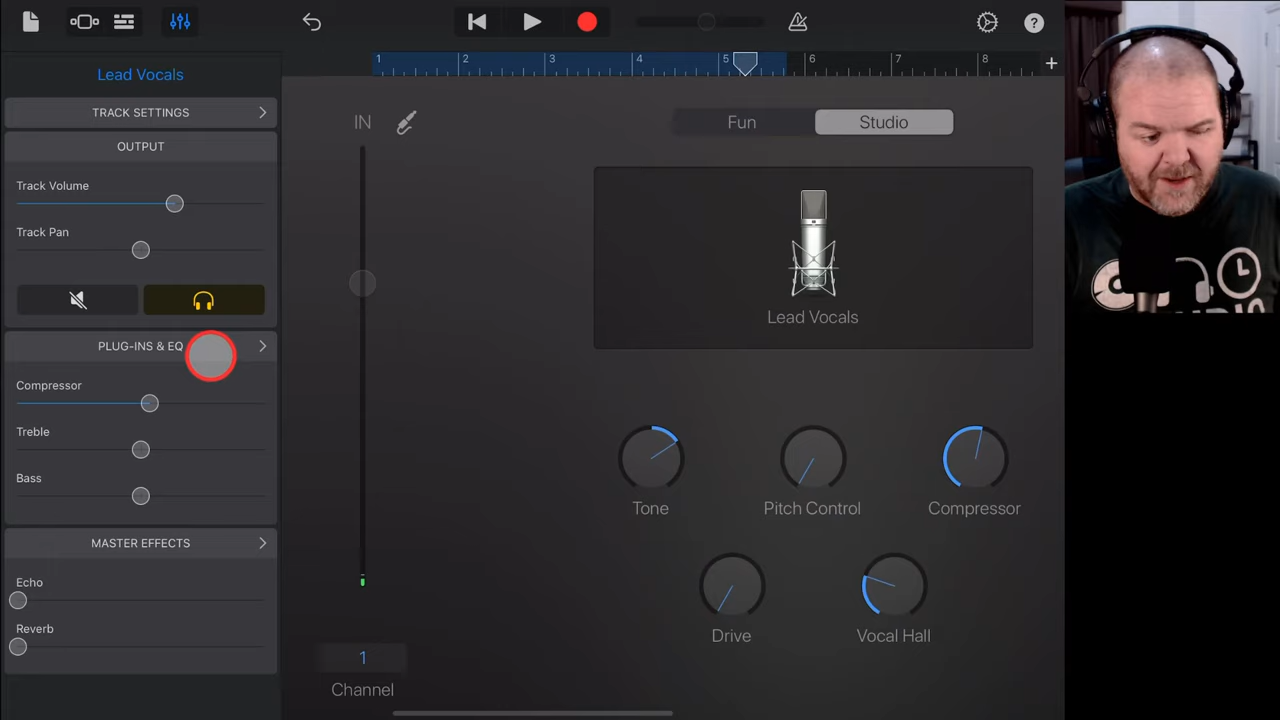 ?
1 2 3 4 5 6 7 8 +
Lead Vocals
TRACK SETTINGS
OUTPUT
Track Volume
Track Pan
PLUG-INS & EQ
Compressor
Treble
Bass
MASTER EFFECTS
Echo
Reverb
IN
Fun Studio
Lead Vocals
Tone Pitch Control Compressor
Drive Vocal Hall
1
Channel